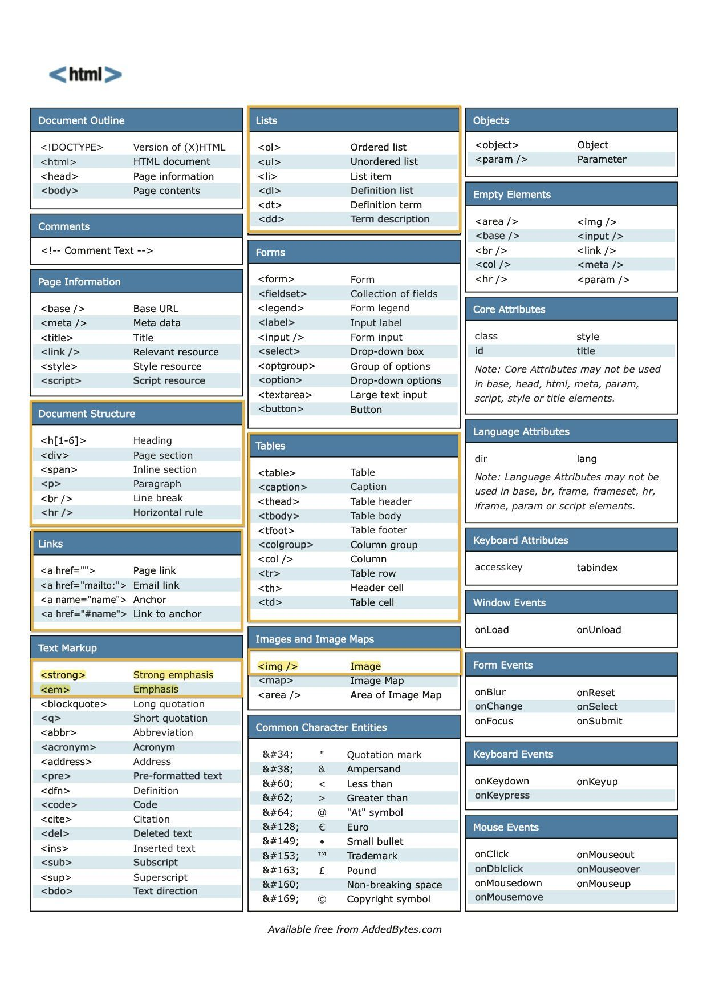 <html>
Document Outline
<!DOCTYPE> Version of (X)HTML
<html> HTML document
<head> Page information
<body> Page contents
Comments
<!-- Comment Text -->
Page Information
<base /> Base URL
<meta /> Meta data
<title> Title
<link /> Relevant resource
<style> Style resource
<script> Script resource
Document Structure
<h[1-6]> Heading
<div> Page section
<span> Inline section
<p> Paragraph
<br /> Line break
<hr /> Horizontal rule
Links
<a href=""> Page link
<a href="mailto:"> Email link
<a name="name"> Anchor
<a href="#name"> Link to anchor
Text Markup
<strong> Strong emphasis
<em> Emphasis
<blockquote> Long quotation
<q> Short quotation
<abbr> Abbreviation
<acronym> Acronym
<address> Address
<pre> Pre-formatted text
<dfn> Definition
<code> Code
<cite> Citation
<del> Deleted text
<ins> Inserted text
<sub> Subscript
<sup> Superscript
<bdo> Text direction
Lists
<ol> Ordered list
<ul> Unordered list
<li> List item
<dl> Definition list
<dt> Definition term
<dd> Term description
Forms
<form> Form
<fieldset> Collection of fields
<legend> Form legend
<label> Input label
<input /> Form input
<select> Drop-down box
<optgroup> Group of options
<option> Drop-down options
<textarea> Large text input
<button> Button
Tables
<table> Table
<caption> Caption
<thead> Table header
<tbody> Table body
<tfoot> Table footer
<colgroup> Column group
<col /> Column
<tr> Table row
<th> Header cell
<td> Table cell
Images and Image Maps
<img /> Image
<map> Image Map
<area /> Area of Image Map
Common Character Entities
&#34; " Quotation mark
&#38; & Ampersand
&#60; < Less than
&#62; > Greater than
&#64; @ "At" symbol
&#128; € Euro
&#149; • Small bullet
&#153; ™ Trademark
&#163; £ Pound
&#160; Non-breaking space
&#169; © Copyright symbol
Objects
<object> Object
<param /> Parameter
Empty Elements
<area /> <img />
<base /> <input />
<br /> <link />
<col /> <meta />
<hr /> <param />
Core Attributes
class style
id title
Note: Core Attributes may not be used
in base, head, html, meta, param,
script, style or title elements.
Language Attributes
dir lang
Note: Language Attributes may not be
used in base, br, frame, frameset, hr,
iframe, param or script elements.
Keyboard Attributes
accesskey tabindex
Window Events
onLoad onUnload
Form Events
onBlur onReset
onChange onSelect
onFocus onSubmit
Keyboard Events
onKeydown onKeyup
onKeypress
Mouse Events
onClick onMouseout
onDblclick onMouseover
onMousedown onMouseup
onMousemove
Available free from AddedBytes.com